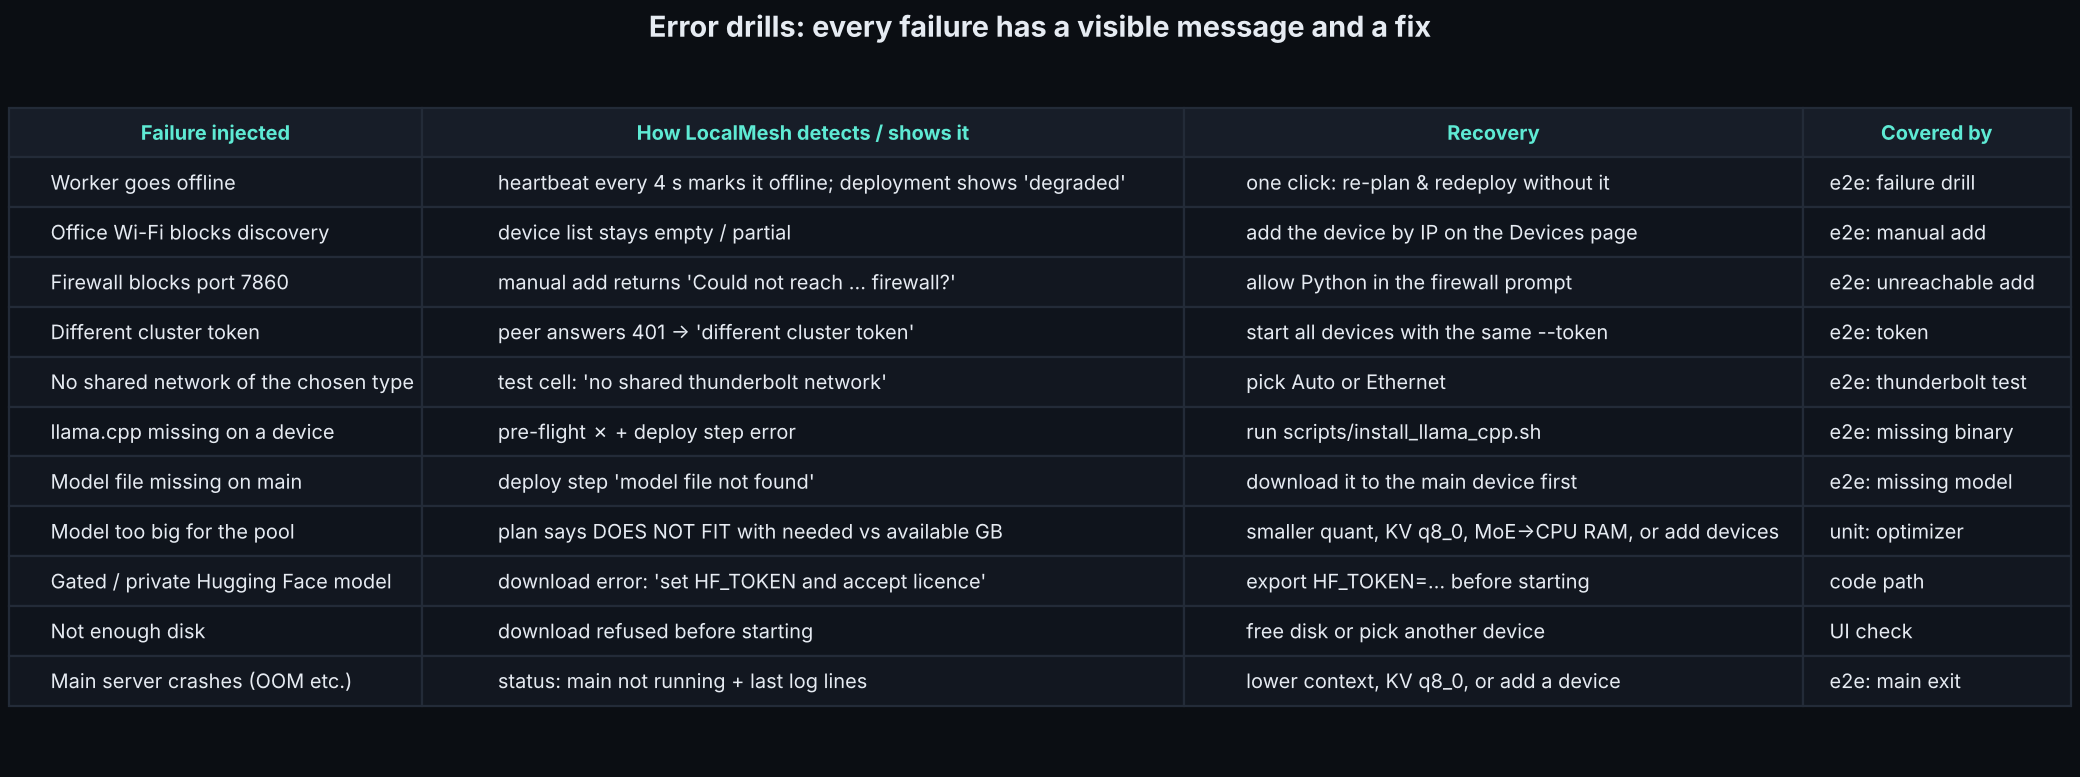 Error drills: every failure has a visible message and a fix
Failure injected How LocalMesh detects / shows it Recovery Covered by
Worker goes offline heartbeat every 4 s marks it offline; deployment shows 'degraded' one click: re-plan & redeploy without it e2e: failure drill
Office Wi-Fi blocks discovery device list stays empty / partial add the device by IP on the Devices page e2e: manual add
Firewall blocks port 7860 manual add returns 'Could not reach ... firewall?' allow Python in the firewall prompt e2e: unreachable add
Different cluster token peer answers 401 → 'different cluster token' start all devices with the same --token e2e: token
No shared network of the chosen type test cell: 'no shared thunderbolt network' pick Auto or Ethernet e2e: thunderbolt test
llama.cpp missing on a device pre-flight × + deploy step error run scripts/install_llama_cpp.sh e2e: missing binary
Model file missing on main deploy step 'model file not found' download it to the main device first e2e: missing model
Model too big for the pool plan says DOES NOT FIT with needed vs available GB smaller quant, KV q8_0, MoE→CPU RAM, or add devices unit: optimizer
Gated / private Hugging Face model download error: 'set HF_TOKEN and accept licence' export HF_TOKEN=... before starting code path
Not enough disk download refused before starting free disk or pick another device UI check
Main server crashes (OOM etc.) status: main not running + last log lines lower context, KV q8_0, or add a device e2e: main exit